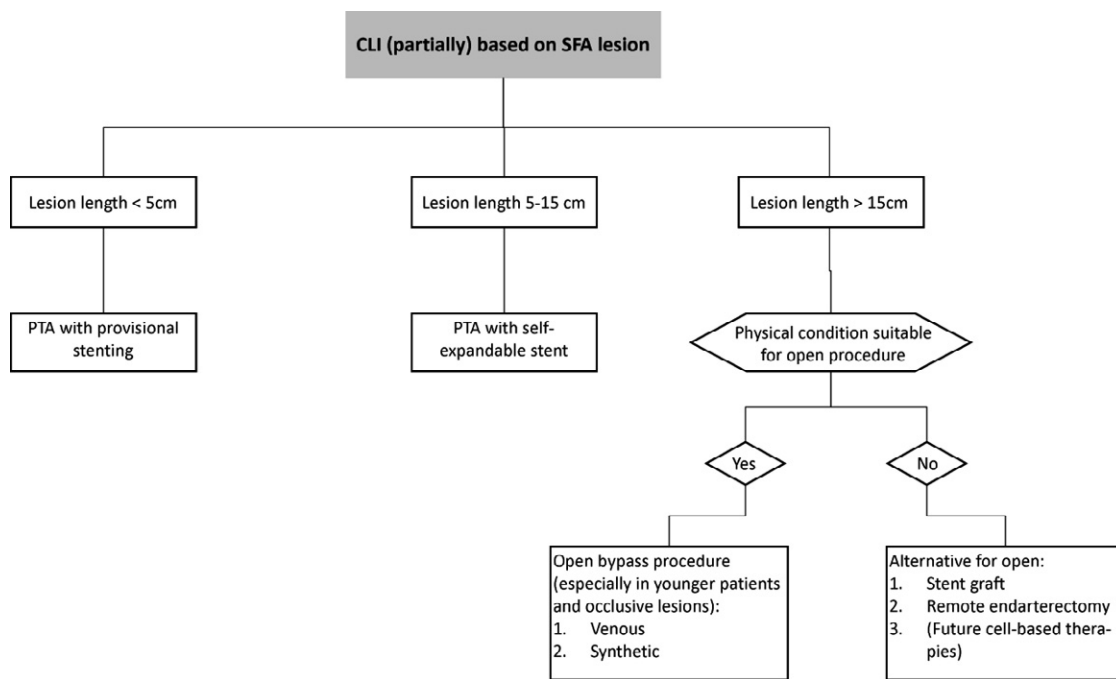 CLI (partially) based on SFA lesion
Lesion length < 5cm
Lesion length 5-15 cm
Lesion length > 15cm
PTA with provisional
stenting
PTA with self-
expandable stent
Physical condition suitable
for open procedure
Yes
No
Open bypass procedure
(especially in younger patients
and occlusive lesions):
1. Venous
2. Synthetic
Alternative for open:
1. Stent graft
2. Remote endarterectomy
3. (Future cell-based thera-
pies)